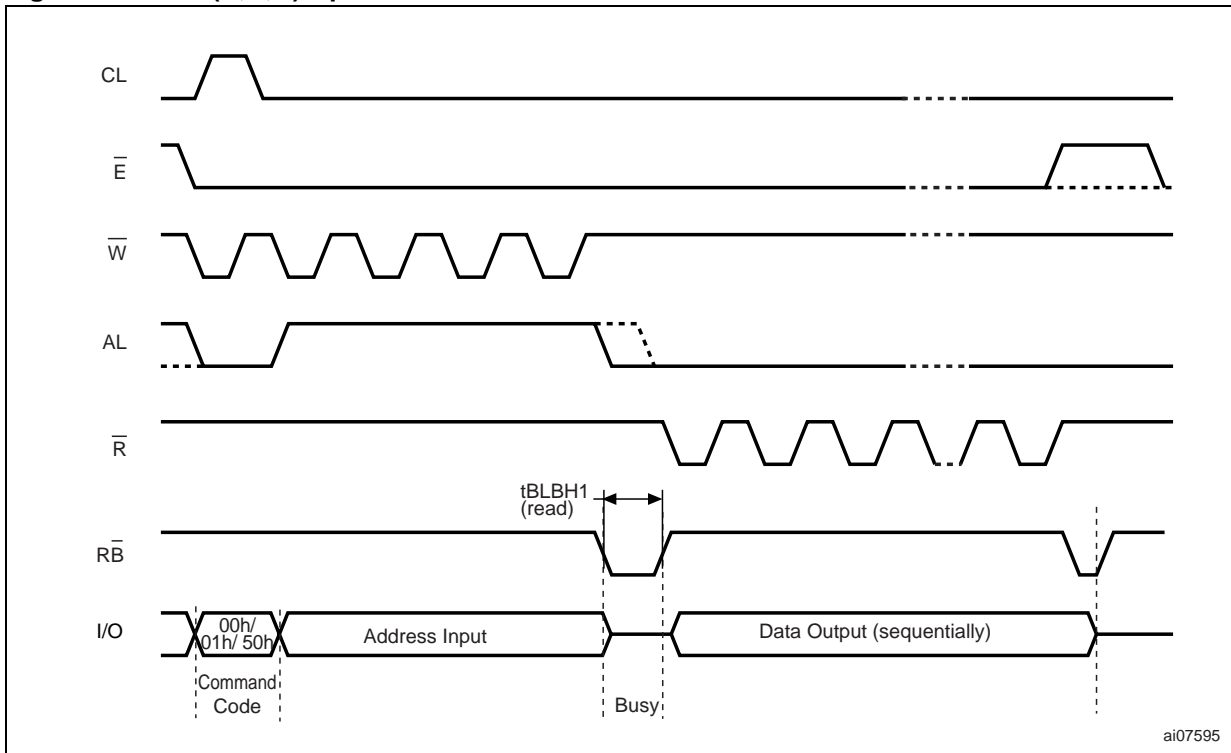 CL
E̅
W̅
AL
R̅
tBLBH1
(read)
RB̅
I/O
00h/
01h/ 50h
Address Input
Data Output (sequentially)
Command
Code
Busy
ai07595